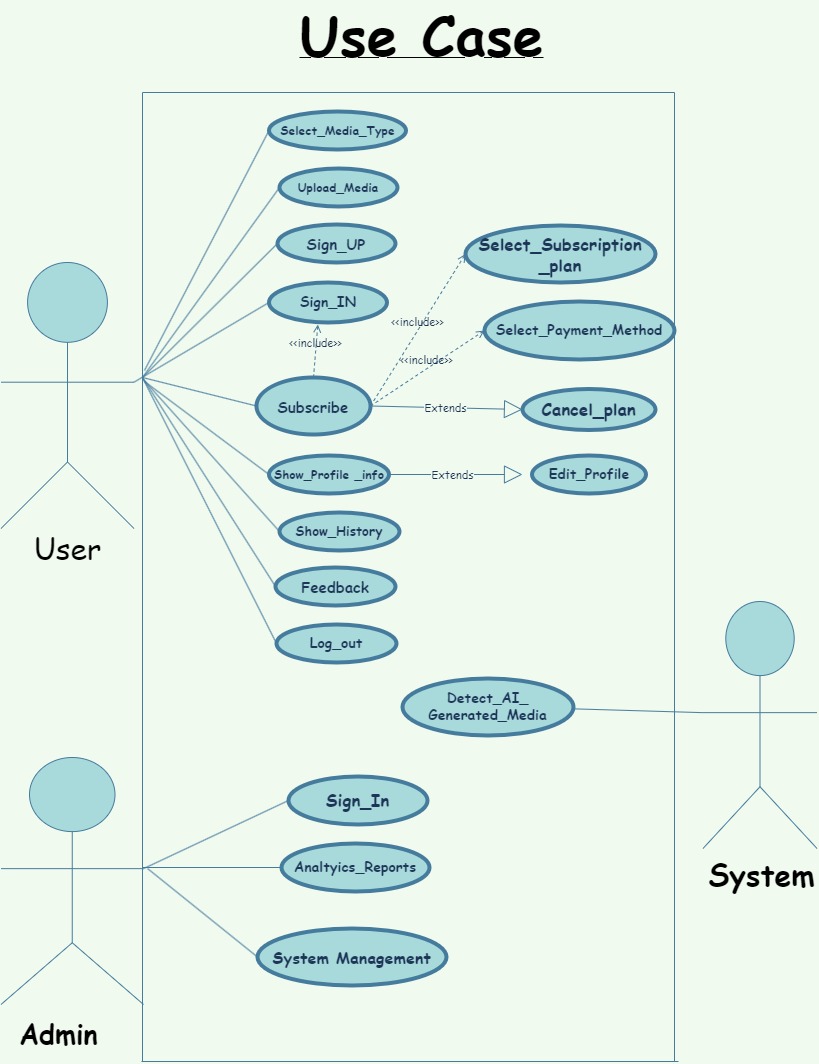 Use Case
Select_Media_Type
Upload_Media
Sign_UP
Select_Subscription
_plan
Sign_IN
<<include>>
Select_Payment_Method
<<include>>
<<include>>
Subscribe
Extends
Cancel_plan
Show_Profile _info
Extends
Edit_Profile
Show_History
User
Feedback
Log_out
Detect_AI_
Generated_Media
Sign_In
Analtyics_Reports
System
System Management
Admin